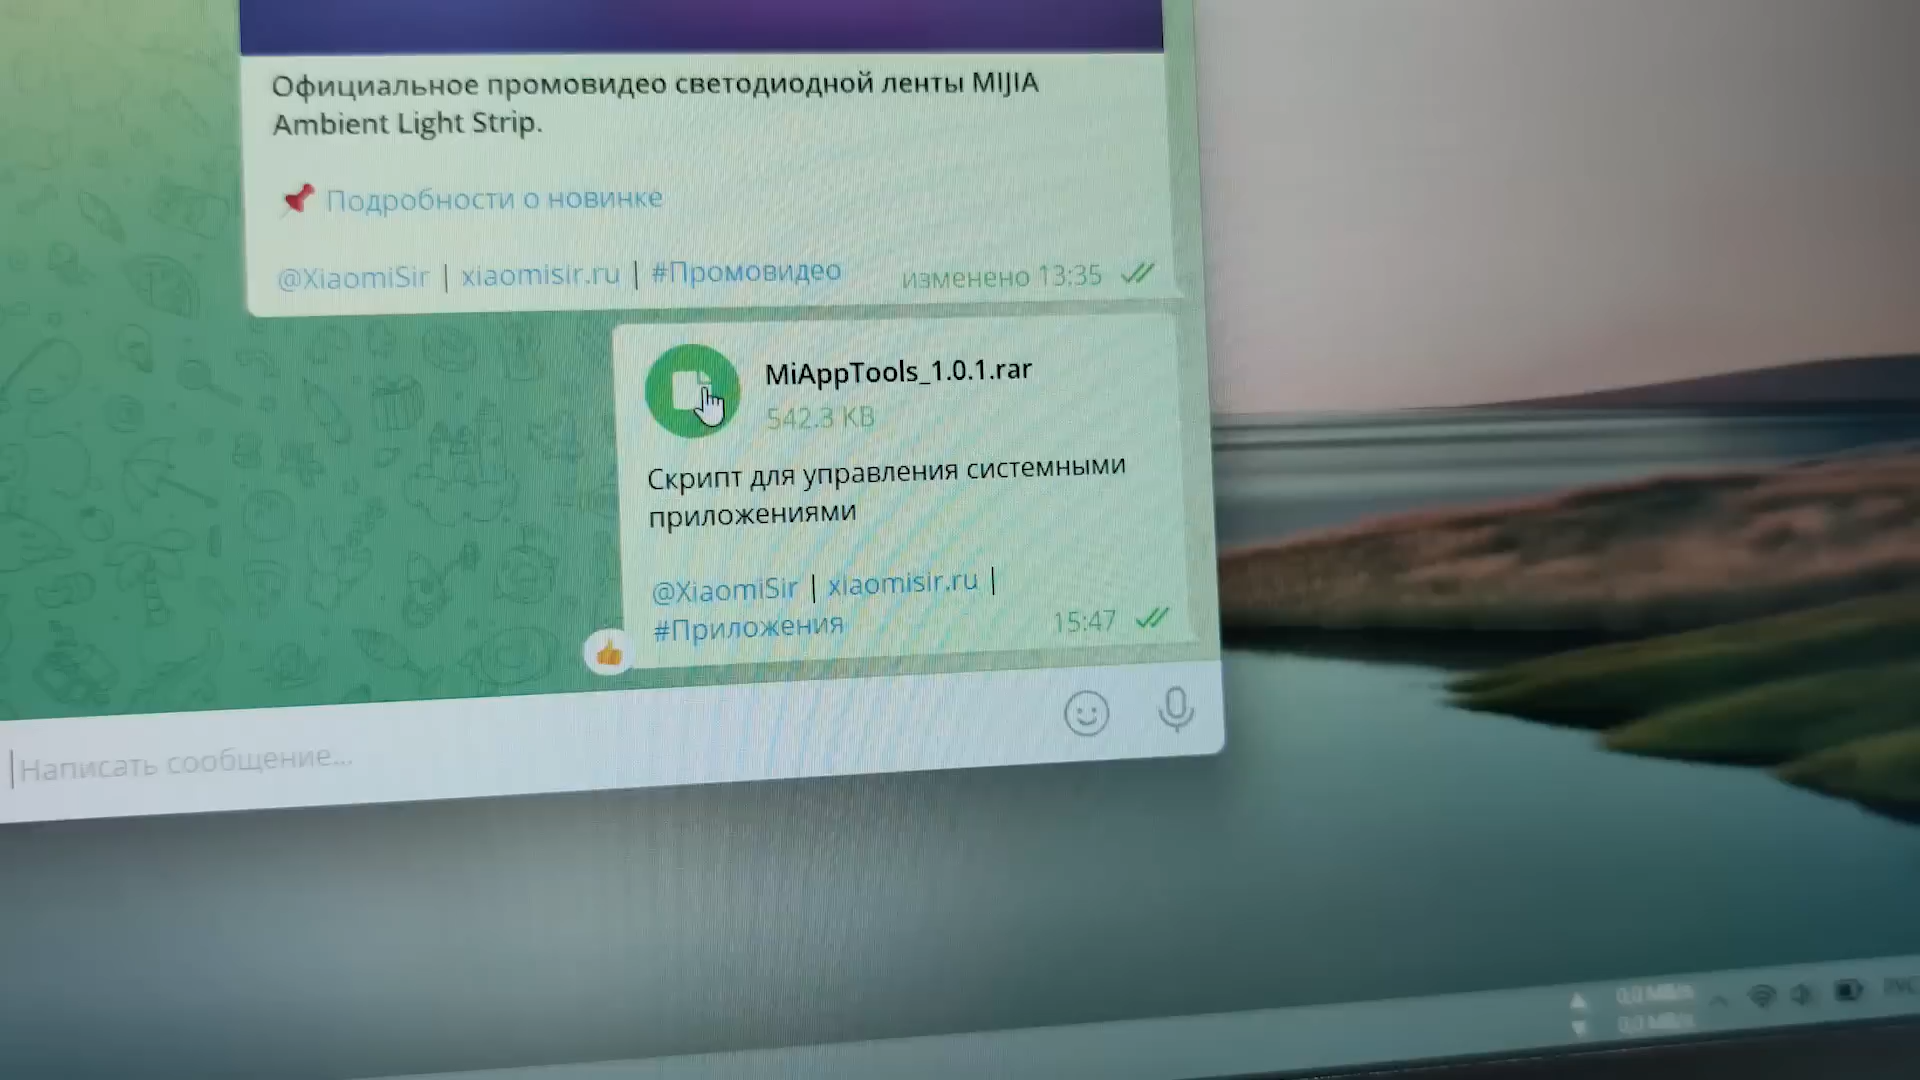 Официальное промовидео светодиодной ленты MIJIA
Ambient Light Strip.
Подробности о новинке
@XiaomiSir | xiaomisir.ru | #Промовидео
изменено 13:35
MiAppTools_1.0.1.rar
542.3 KB
Скрипт для управления системными
приложениями
@XiaomiSir | xiaomisir.ru |
#Приложения
15:47
Написать сообщение...